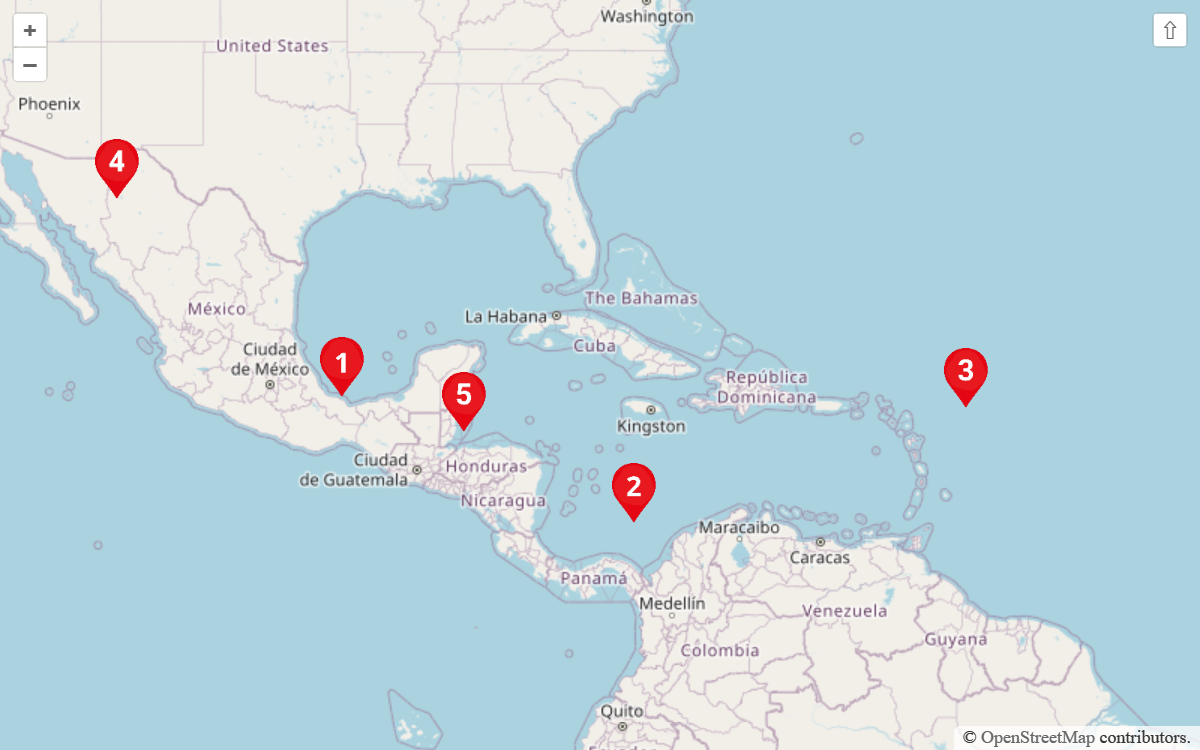 Washington
+
United States
⇧
−
Phoenix
4
The Bahamas
México
La Habana
Cuba
Ciudad
de México
1
3
República
Dominicana
5
Kingston
Ciudad
de Guatemala
Honduras
2
Nicaragua
Maracaibo
Caracas
Panamá
Medellín
Venezuela
Guyana
Colombia
Quito
© OpenStreetMap contributors.